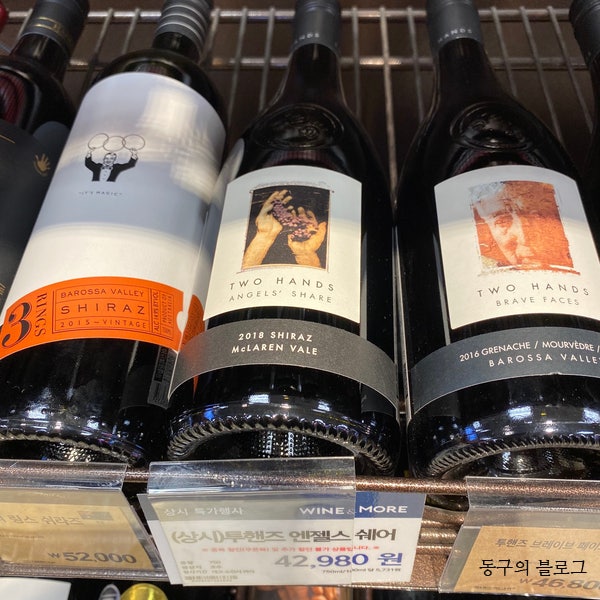 "IT'S MAGIC"
3
RINGS
BAROSSA VALLEY
SHIRAZ
2015 ~ VINTAGE
TWO HANDS
ANGELS' SHARE
2018 SHIRAZ
McLAREN VALE
HANDS
TWO HANDS
BRAVE FACES
2016 GRENACHE / MOURVÈDRE /
BAROSSA VALLEY
₩52,000
상시 특가행사
WINE & MORE
(상시)투핸즈 엔젤스 쉐어
42,980 원
투핸즈 브레이브 페이
46,800
동구의 블로그